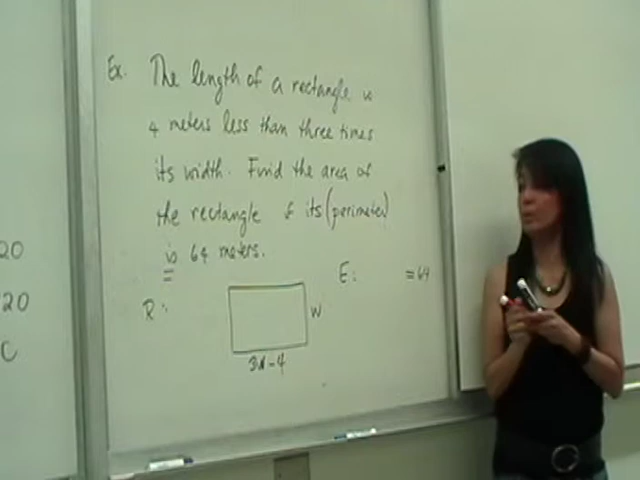 Ex. The length of a rectangle is
4 meters less than three times
its width. Find the area of
the rectangle if its (perimeter)
is 64 meters.
20
E: =64
R: W
20
C
3W-4